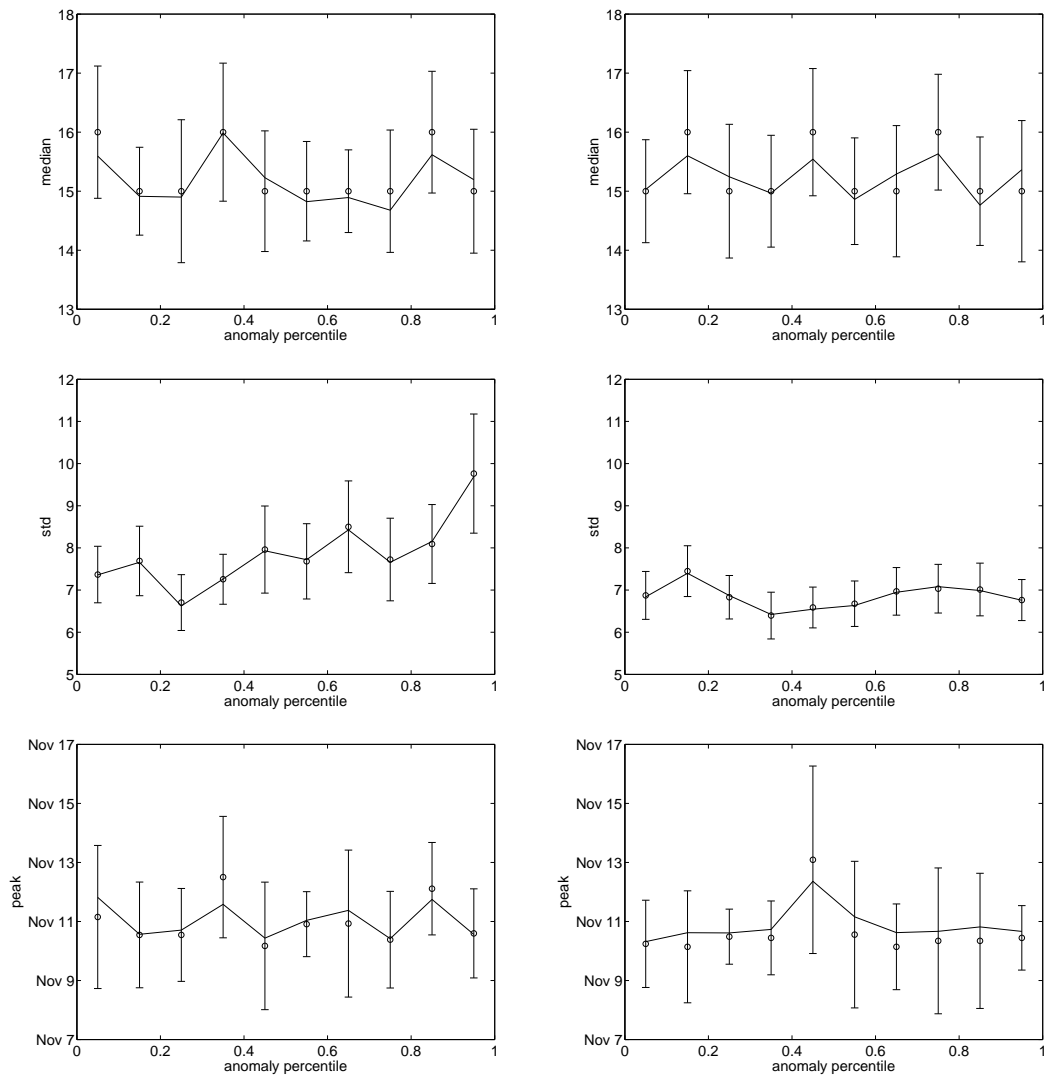 18
17
16
15
14
13
median
0 0.2 0.4 0.6 0.8 1
anomaly percentile
18
17
16
15
14
13
median
0 0.2 0.4 0.6 0.8 1
anomaly percentile
12
11
10
9
8
7
6
5
std
0 0.2 0.4 0.6 0.8 1
anomaly percentile
12
11
10
9
8
7
6
5
std
0 0.2 0.4 0.6 0.8 1
anomaly percentile
Nov 17
Nov 15
Nov 13
Nov 11
Nov 9
Nov 7
peak
0 0.2 0.4 0.6 0.8 1
anomaly percentile
Nov 17
Nov 15
Nov 13
Nov 11
Nov 9
Nov 7
peak
0 0.2 0.4 0.6 0.8 1
anomaly percentile